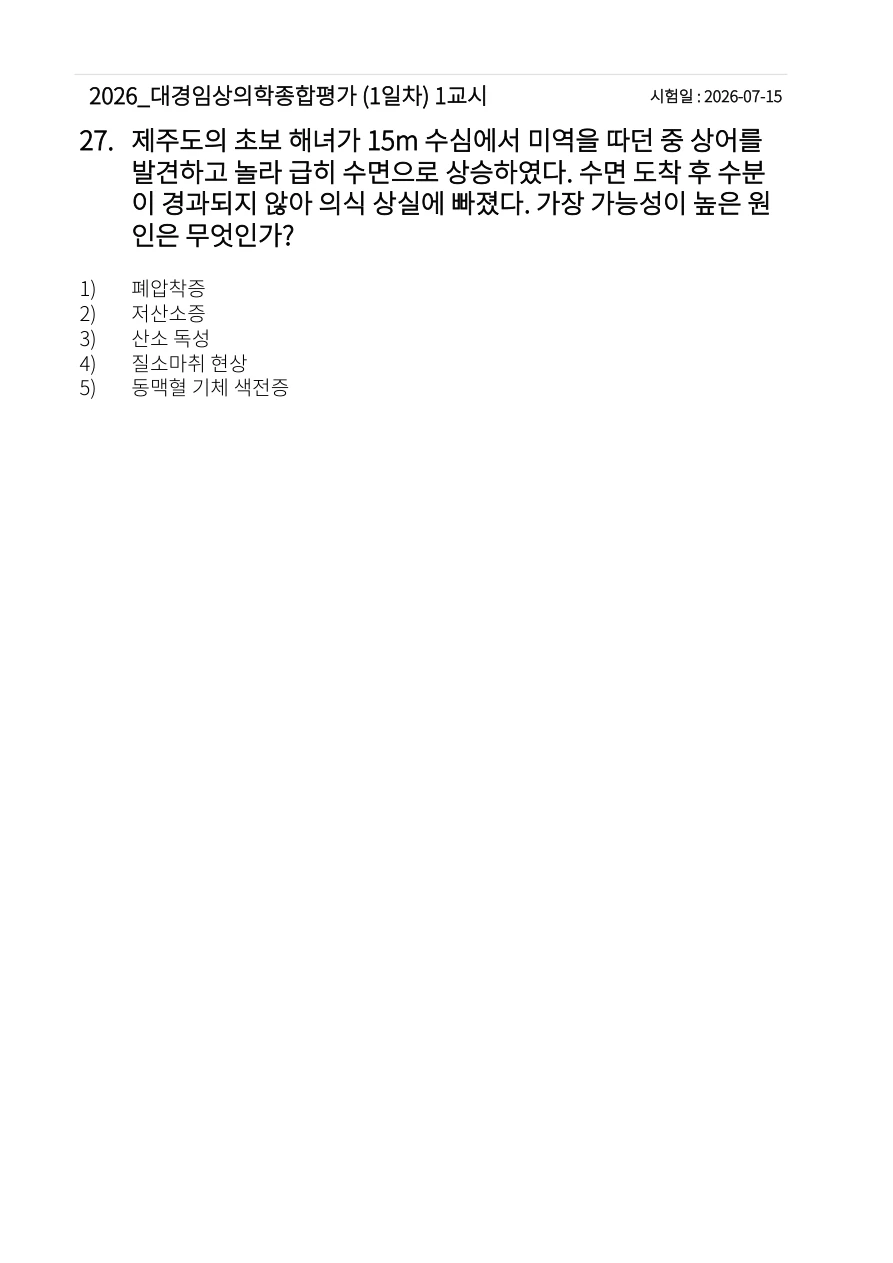 2026_대경임상의학종합평가 (1일차) 1교시 시험일 : 2026-07-15
27. 제주도의 초보 해녀가 15m 수심에서 미역을 따던 중 상어를
발견하고 놀라 급히 수면으로 상승하였다. 수면 도착 후 수분
이 경과되지 않아 의식 상실에 빠졌다. 가장 가능성이 높은 원
인은 무엇인가?
1) 폐압착증
2) 저산소증
3) 산소 독성
4) 질소마취 현상
5) 동맥혈 기체 색전증